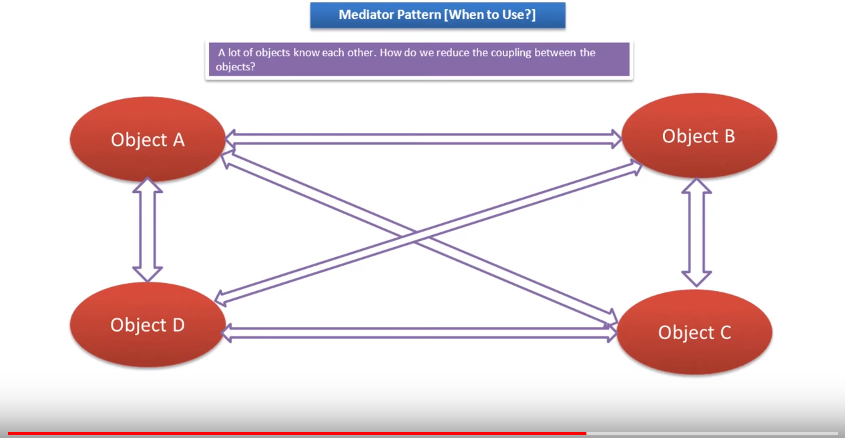 Mediator Pattern [When to Use?]
A lot of objects know each other. How do we reduce the coupling between the
objects?
Object A
Object B
Object D
Object C